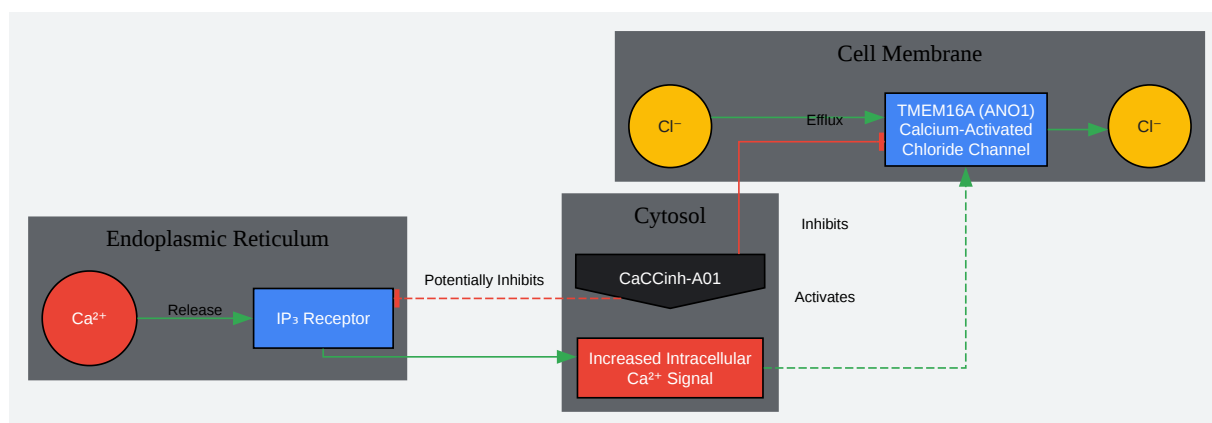 Cell Membrane
Cl⁻
Efflux
TMEM16A (ANO1)
Calcium-Activated
Chloride Channel
Cl⁻
Endoplasmic Reticulum
Ca²⁺
Release
IP₃ Receptor
Potentially Inhibits
Cytosol
CaCCinh-A01
Increased Intracellular
Ca²⁺ Signal
Inhibits
Activates